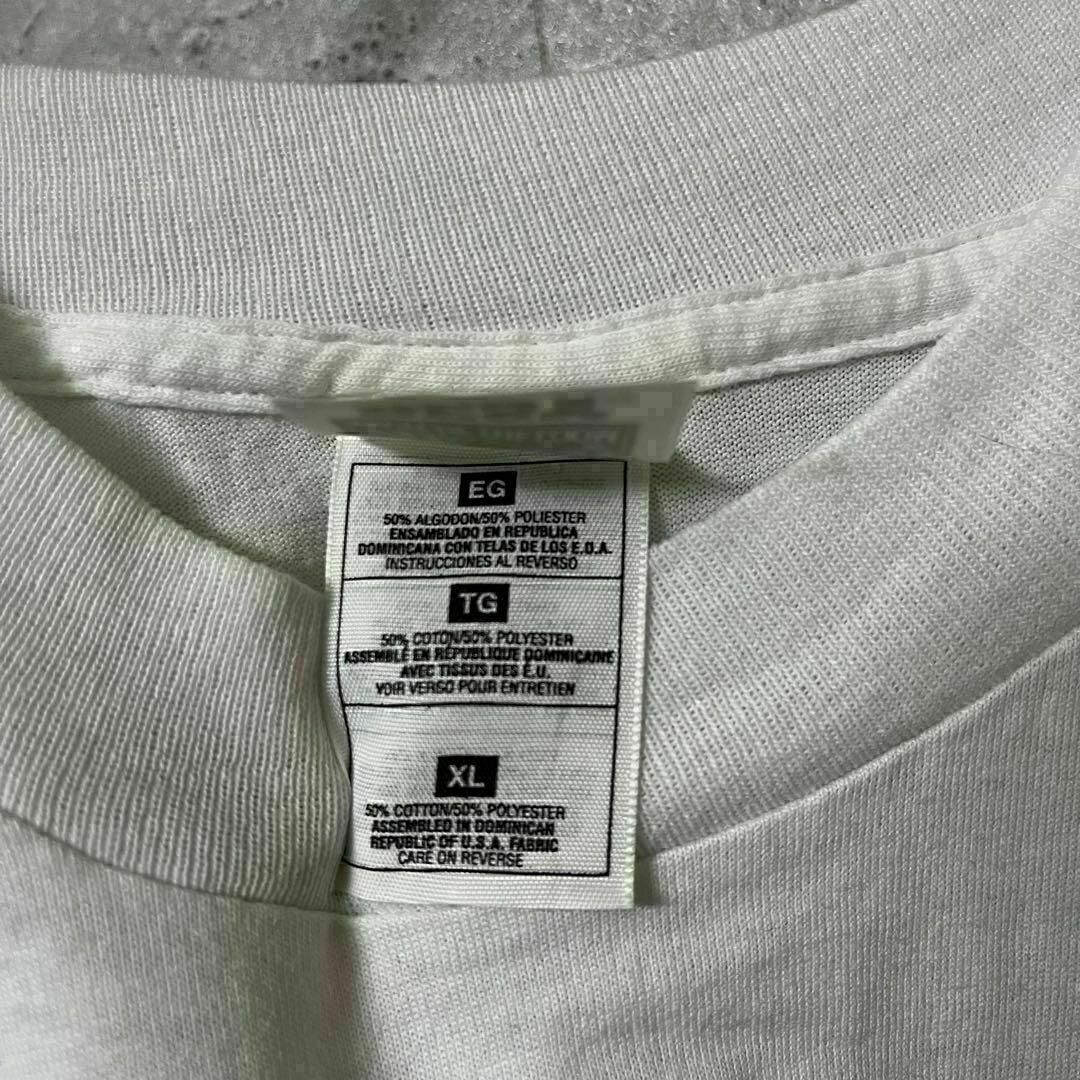 EG
50% ALGODON/50% POLIESTER
ENSAMBLADO EN REPUBLICA
DOMINICANA CON TELAS DE LOS E.D.A.
INSTRUCCIONES AL REVERSO
TG
50% COTON/50% POLYESTER
ASSEMBLÉ EN RÉPUBLIQUE DOMINICAINE
AVEC TISSUS DES É.U.
VOIR VERSO POUR ENTRETIEN
XL
50% COTTON/50% POLYESTER
ASSEMBLED IN DOMINICAN
REPUBLIC OF U.S.A. FABRIC
CARE ON REVERSE